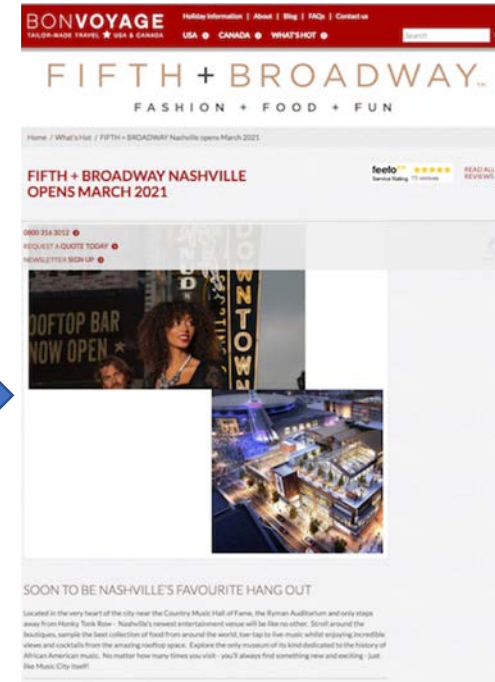 BONVOYAGE
TAILOR-MADE TRAVEL ★ USA & CANADA
Holiday Information | About | Blog | FAQs | Contact us
USA CANADA WHAT'S HOT
Search
FIFTH + BROADWAY
FASHION + FOOD + FUN
Home / What's Hot / FIFTH + BROADWAY Nashville opens March 2021
FIFTH + BROADWAY NASHVILLE
OPENS MARCH 2021
feefo
Service Rating 73 reviews
READ ALL
REVIEWS
0800 316 3012
REQUEST A QUOTE TODAY
NEWSLETTER SIGN UP
ROOFTOP BAR
NOW OPEN
DOWNTOWN
SOON TO BE NASHVILLE'S FAVOURITE HANG OUT
Located in the very heart of the city near the Country Music Hall of Fame, the Ryman Auditorium and only steps
away from Honky Tonk Row - Nashville's newest entertainment venue will be like no other. Stroll around the
boutiques, sample the best collection of food from around the world, toe-tap to live music whilst enjoying incredible
views and cocktails from the amazing rooftop space. Explore the only museum of its kind dedicated to the history of
African American music. No matter how many times you visit - you'll always find something new and exciting - just
like Music City itself!